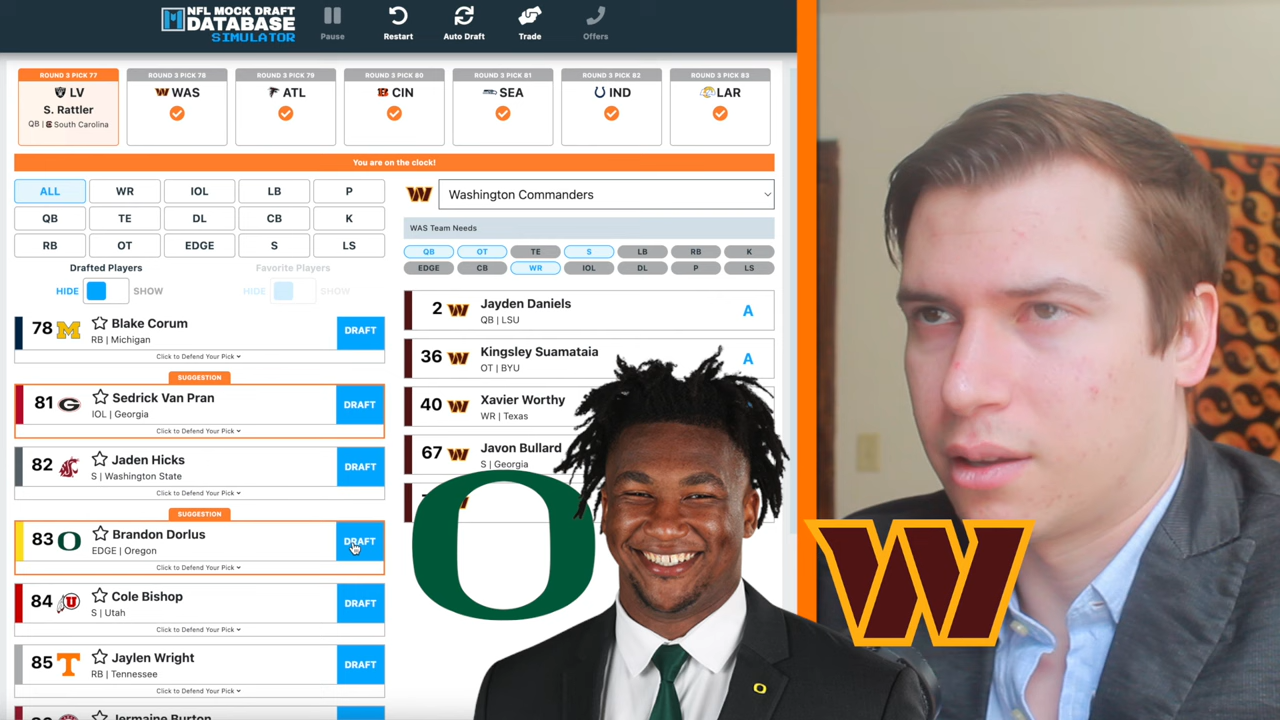 NFL MOCK DRAFT
DATABASE
SIMULATOR
Pause
Restart
Auto Draft
Trade
Offers
ROUND 3 PICK 77
LV
S. Rattler
QB | South Carolina
ROUND 3 PICK 78
WAS
ROUND 3 PICK 79
ATL
ROUND 3 PICK 80
CIN
ROUND 3 PICK 81
SEA
ROUND 3 PICK 82
IND
ROUND 3 PICK 83
LAR
You are on the clock!
ALL WR IOL LB P
QB TE DL CB K
RB OT EDGE S LS
Drafted Players
HIDE SHOW
Favorite Players
HIDE SHOW
78 Blake Corum
RB | Michigan
DRAFT
Click to Defend Your Pick
SUGGESTION
81 Sedrick Van Pran
IOL | Georgia
DRAFT
Click to Defend Your Pick
82 Jaden Hicks
S | Washington State
DRAFT
Click to Defend Your Pick
SUGGESTION
83 Brandon Dorlus
EDGE | Oregon
DRAFT
Click to Defend Your Pick
84 Cole Bishop
S | Utah
DRAFT
Click to Defend Your Pick
85 Jaylen Wright
RB | Tennessee
DRAFT
Click to Defend Your Pick
Jermaine Burton
Washington Commanders
WAS Team Needs
QB OT TE S LB RB K
EDGE CB WR IOL DL P LS
2 Jayden Daniels
QB | LSU
A
36 Kingsley Suamataia
OT | BYU
A
40 Xavier Worthy
WR | Texas
67 Javon Bullard
S | Georgia